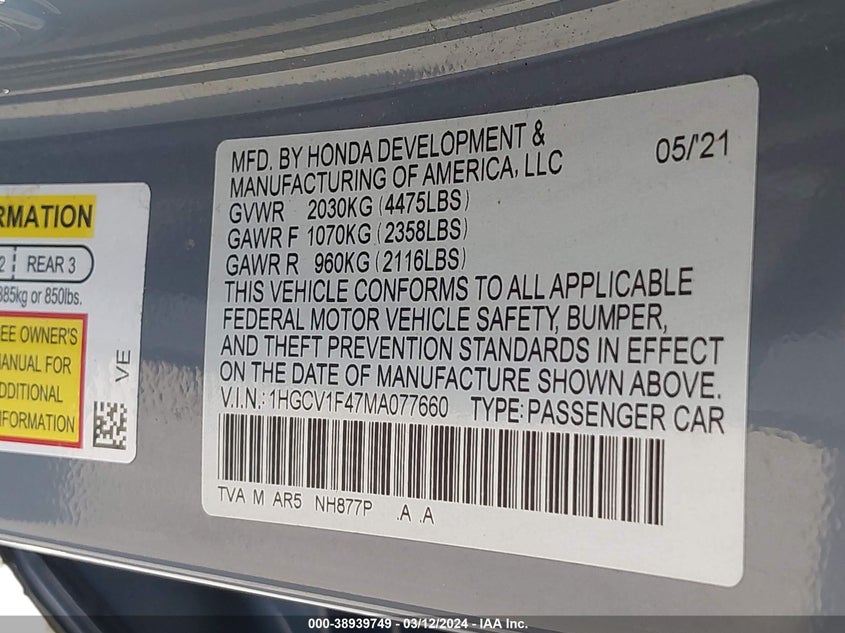 RMATION
2 REAR 3
385kg or 850lbs.
EE OWNER'S
MANUAL FOR
DDITIONAL
NFORMATION
VE
MFD. BY HONDA DEVELOPMENT & 05/'21
MANUFACTURING OF AMERICA, LLC
GVWR 2030KG (4475LBS)
GAWR F 1070KG (2358LBS)
GAWR R 960KG (2116LBS)
THIS VEHICLE CONFORMS TO ALL APPLICABLE
FEDERAL MOTOR VEHICLE SAFETY, BUMPER,
AND THEFT PREVENTION STANDARDS IN EFFECT
ON THE DATE OF MANUFACTURE SHOWN ABOVE.
V.I.N.: 1HGCV1F47MA077660 TYPE: PASSENGER CAR
TVA M AR5 NH877P .A .A
000-38939749 - 03/12/2024 - IAA Inc.